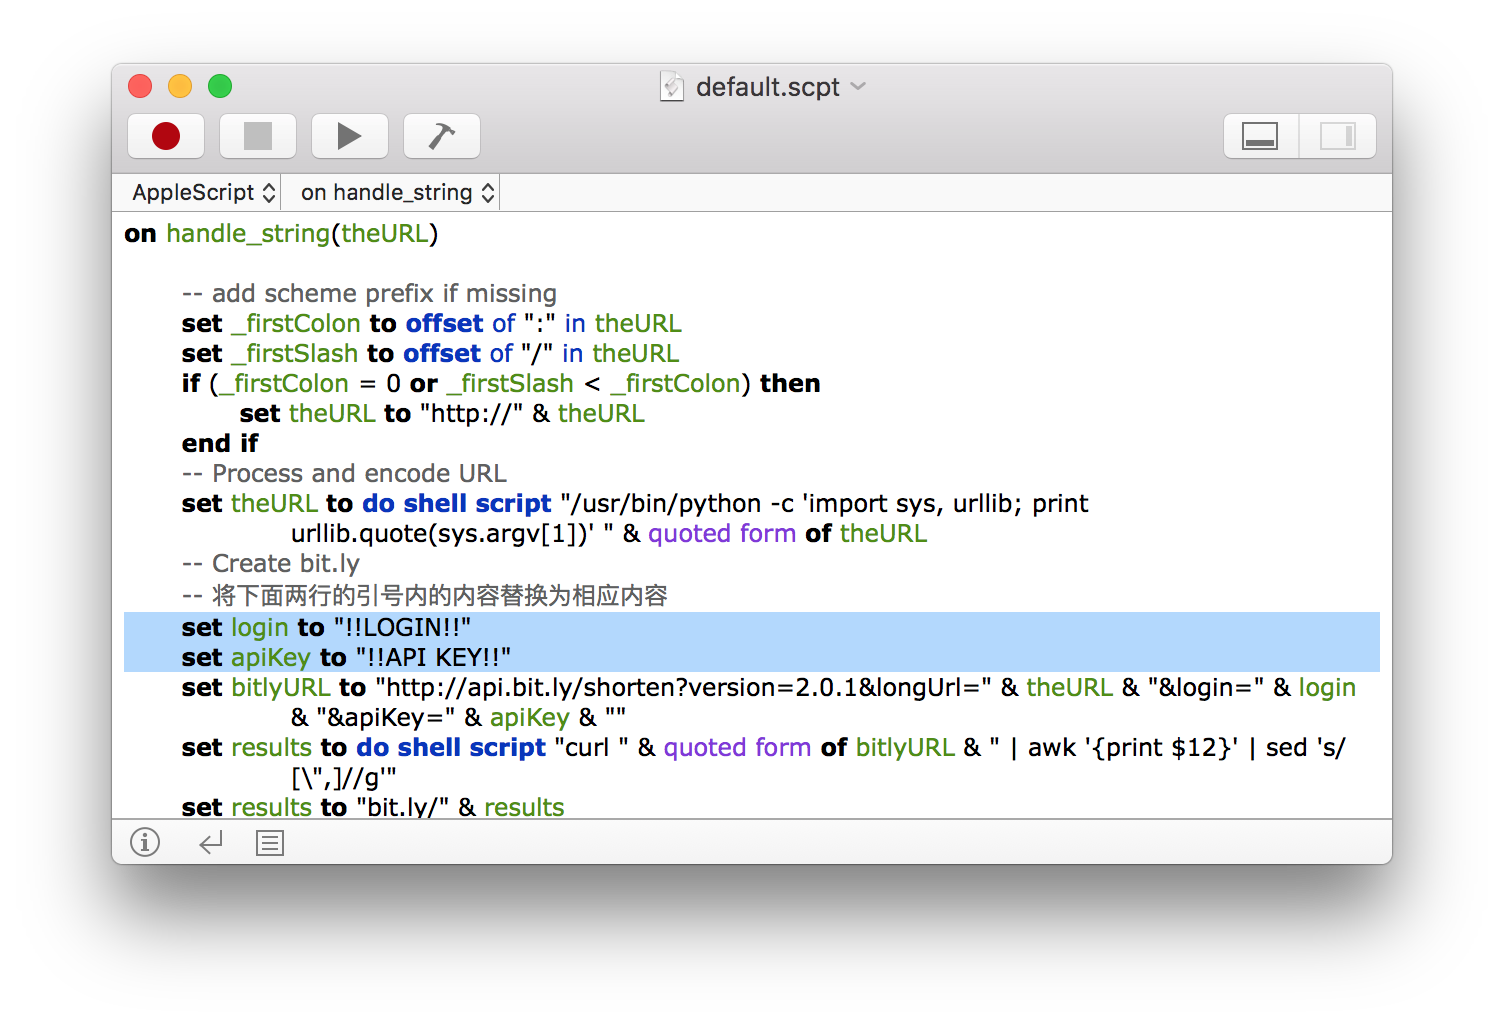 default.scpt
AppleScript on handle_string
on handle_string(theURL)
-- add scheme prefix if missing
set _firstColon to offset of ":" in theURL
set _firstSlash to offset of "/" in theURL
if (_firstColon = 0 or _firstSlash < _firstColon) then
set theURL to "http://" & theURL
end if
-- Process and encode URL
set theURL to do shell script "/usr/bin/python -c 'import sys, urllib; print
urllib.quote(sys.argv[1])' " & quoted form of theURL
-- Create bit.ly
-- 将下面两行的引号内的内容替换为相应内容
set login to "!!LOGIN!!"
set apiKey to "!!API KEY!!"
set bitlyURL to "http://api.bit.ly/shorten?version=2.0.1&longUrl=" & theURL & "&login=" & login
& "&apiKey=" & apiKey & ""
set results to do shell script "curl " & quoted form of bitlyURL & " | awk '{print $12}' | sed 's/
[\",]//g'"
set results to "bit.ly/" & results